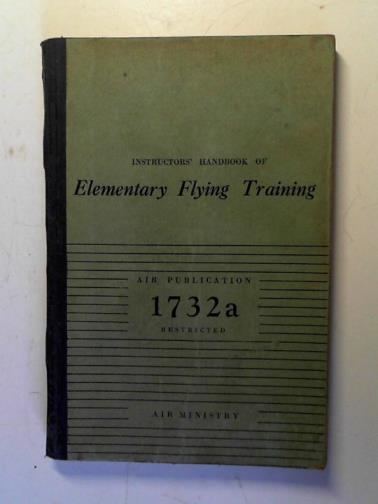 INSTRUCTORS' HANDBOOK OF
Elementary Flying Training
AIR PUBLICATION
1732a
RESTRICTED
AIR MINISTRY